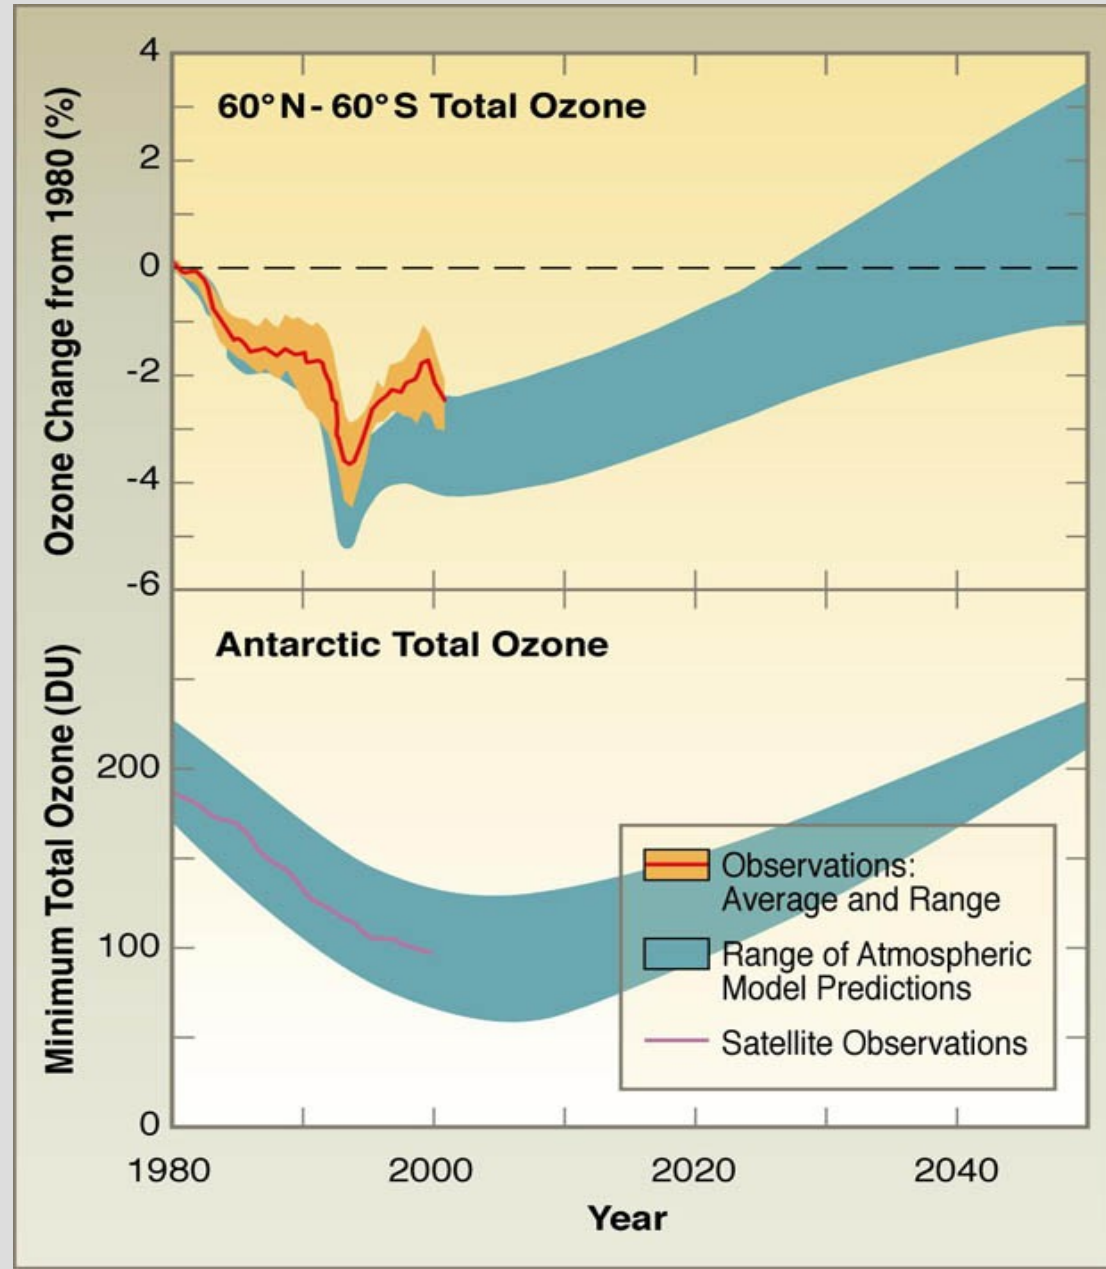 Ozone Change from 1980 (%)
4
2
0
-2
-4
-6
60°N - 60°S Total Ozone
Minimum Total Ozone (DU)
200
100
0
Antarctic Total Ozone
Observations:
Average and Range
Range of Atmospheric
Model Predictions
Satellite Observations
1980
2000
2020
2040
Year